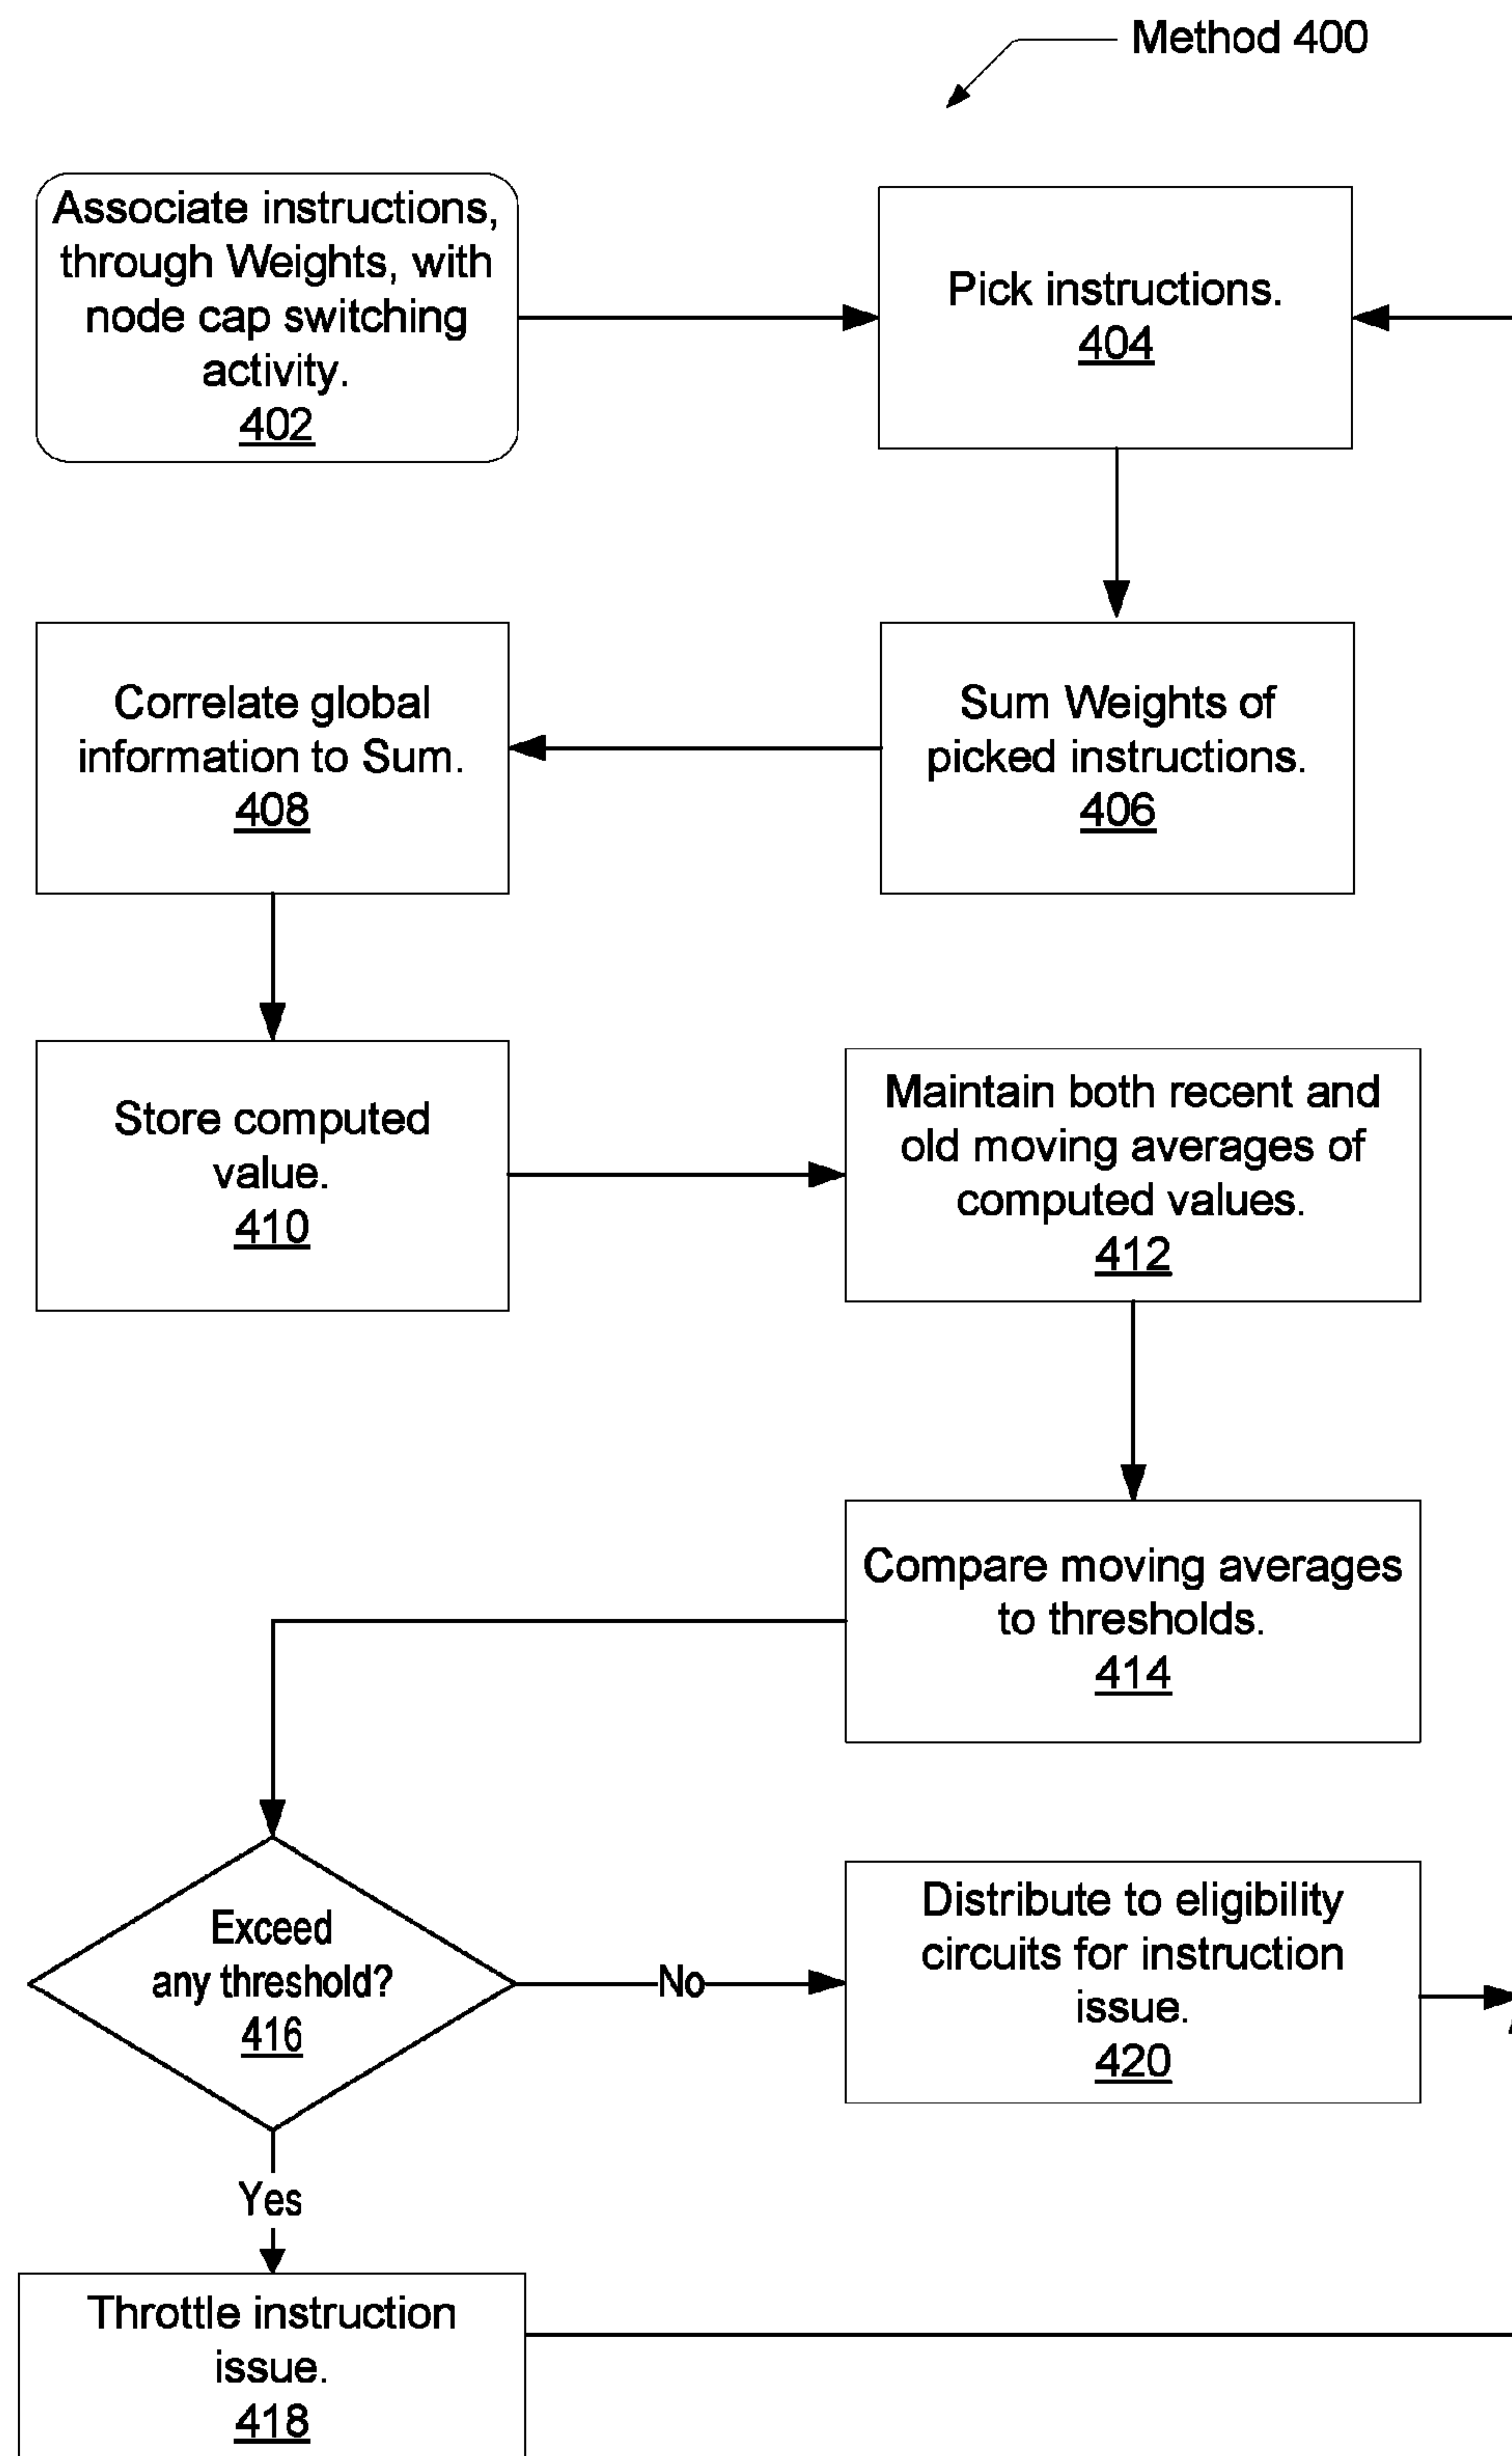 Method 400
Associate instructions,
through Weights, with
node cap switching
activity.
402
Pick instructions.
404
Sum Weights of
picked instructions.
406
Correlate global
information to Sum.
408
Store computed
value.
410
Maintain both recent and
old moving averages of
computed values.
412
Compare moving averages
to thresholds.
414
Exceed
any threshold?
416
No
Distribute to eligibility
circuits for instruction
issue.
420
Yes
Throttle instruction
issue.
418